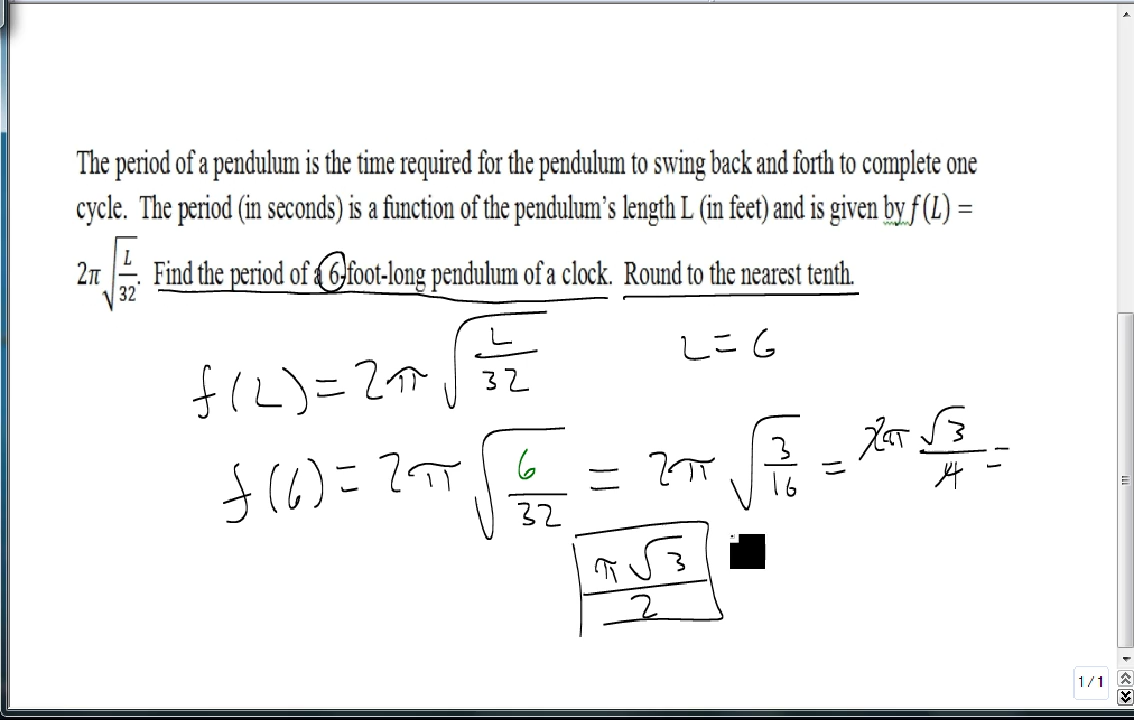 The period of a pendulum is the time required for the pendulum to swing back and forth to complete one
cycle. The period (in seconds) is a function of the pendulum's length L (in feet) and is given by f(L) =
2π√(L/32). Find the period of a 6-foot-long pendulum of a clock. Round to the nearest tenth.
f(L) = 2π√(L/32)
L = 6
f(6) = 2π√(6/32) = 2π√(3/16) = 2π√3/4 =
π√3/2
1/1